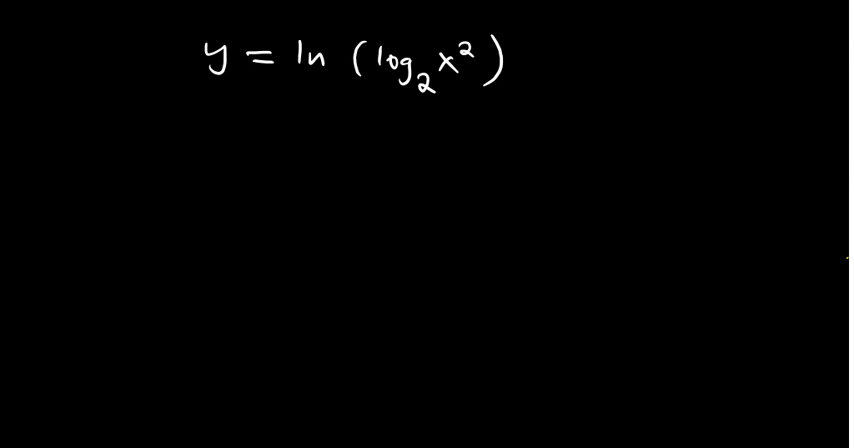 y = ln (log₂x²)